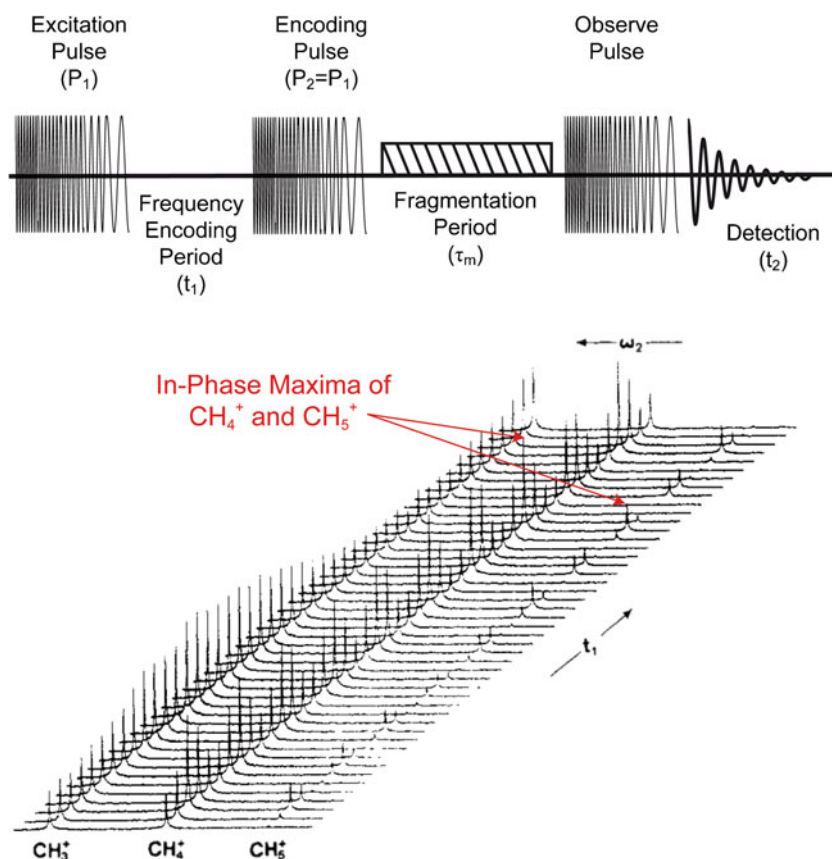 Excitation
Pulse
(P₁)
Encoding
Pulse
(P₂=P₁)
Observe
Pulse
Frequency
Encoding
Period
(t₁)
Fragmentation
Period
(τₘ)
Detection
(t₂)
ω₂
In-Phase Maxima of
CH₄⁺ and CH₅⁺
t₁
CH₃⁺
CH₄⁺
CH₅⁺